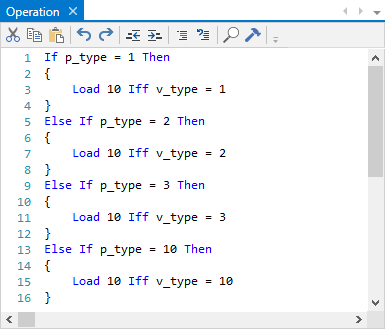 Operation
1 If p_type = 1 Then
2 {
3     Load 10 Iff v_type = 1
4 }
5 Else If p_type = 2 Then
6 {
7     Load 10 Iff v_type = 2
8 }
9 Else If p_type = 3 Then
10 {
11     Load 10 Iff v_type = 3
12 }
13 Else If p_type = 10 Then
14 {
15     Load 10 Iff v_type = 10
16 }